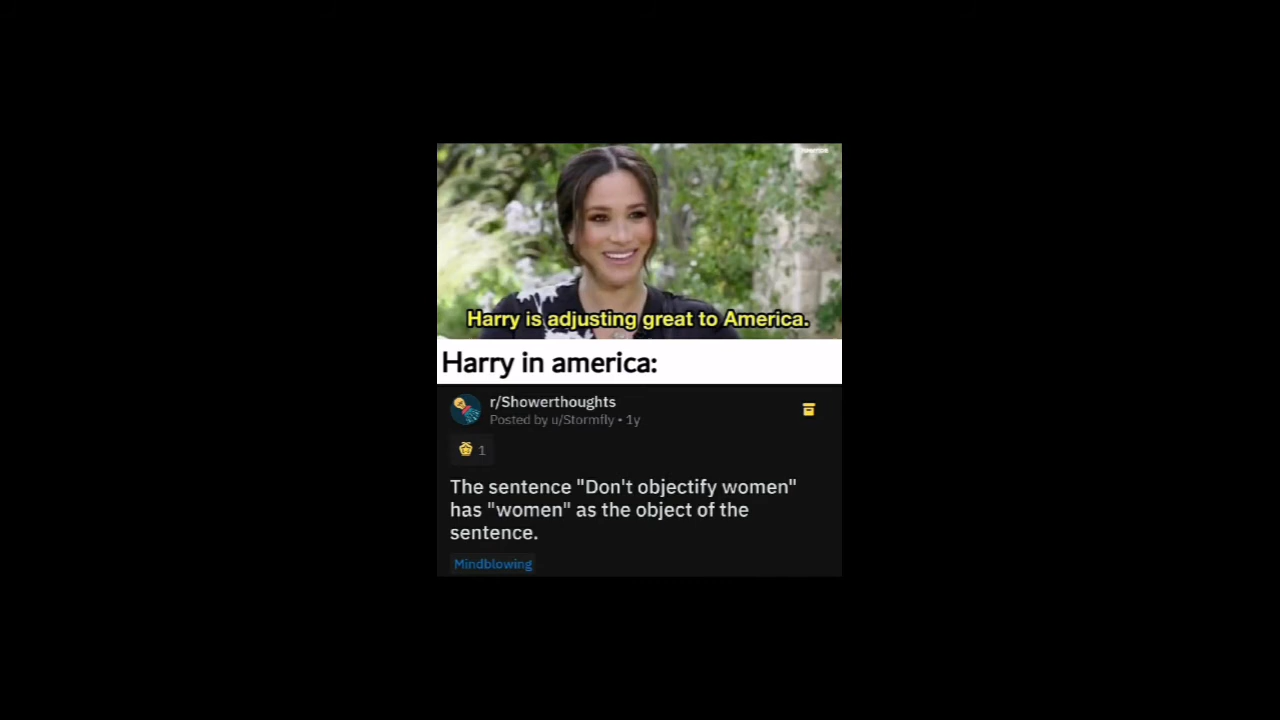 Harry is adjusting great to America.
Harry in america:
r/Showerthoughts
Posted by u/Stormfly • 1y
1
The sentence "Don't objectify women"
has "women" as the object of the
sentence.
Mindblowing